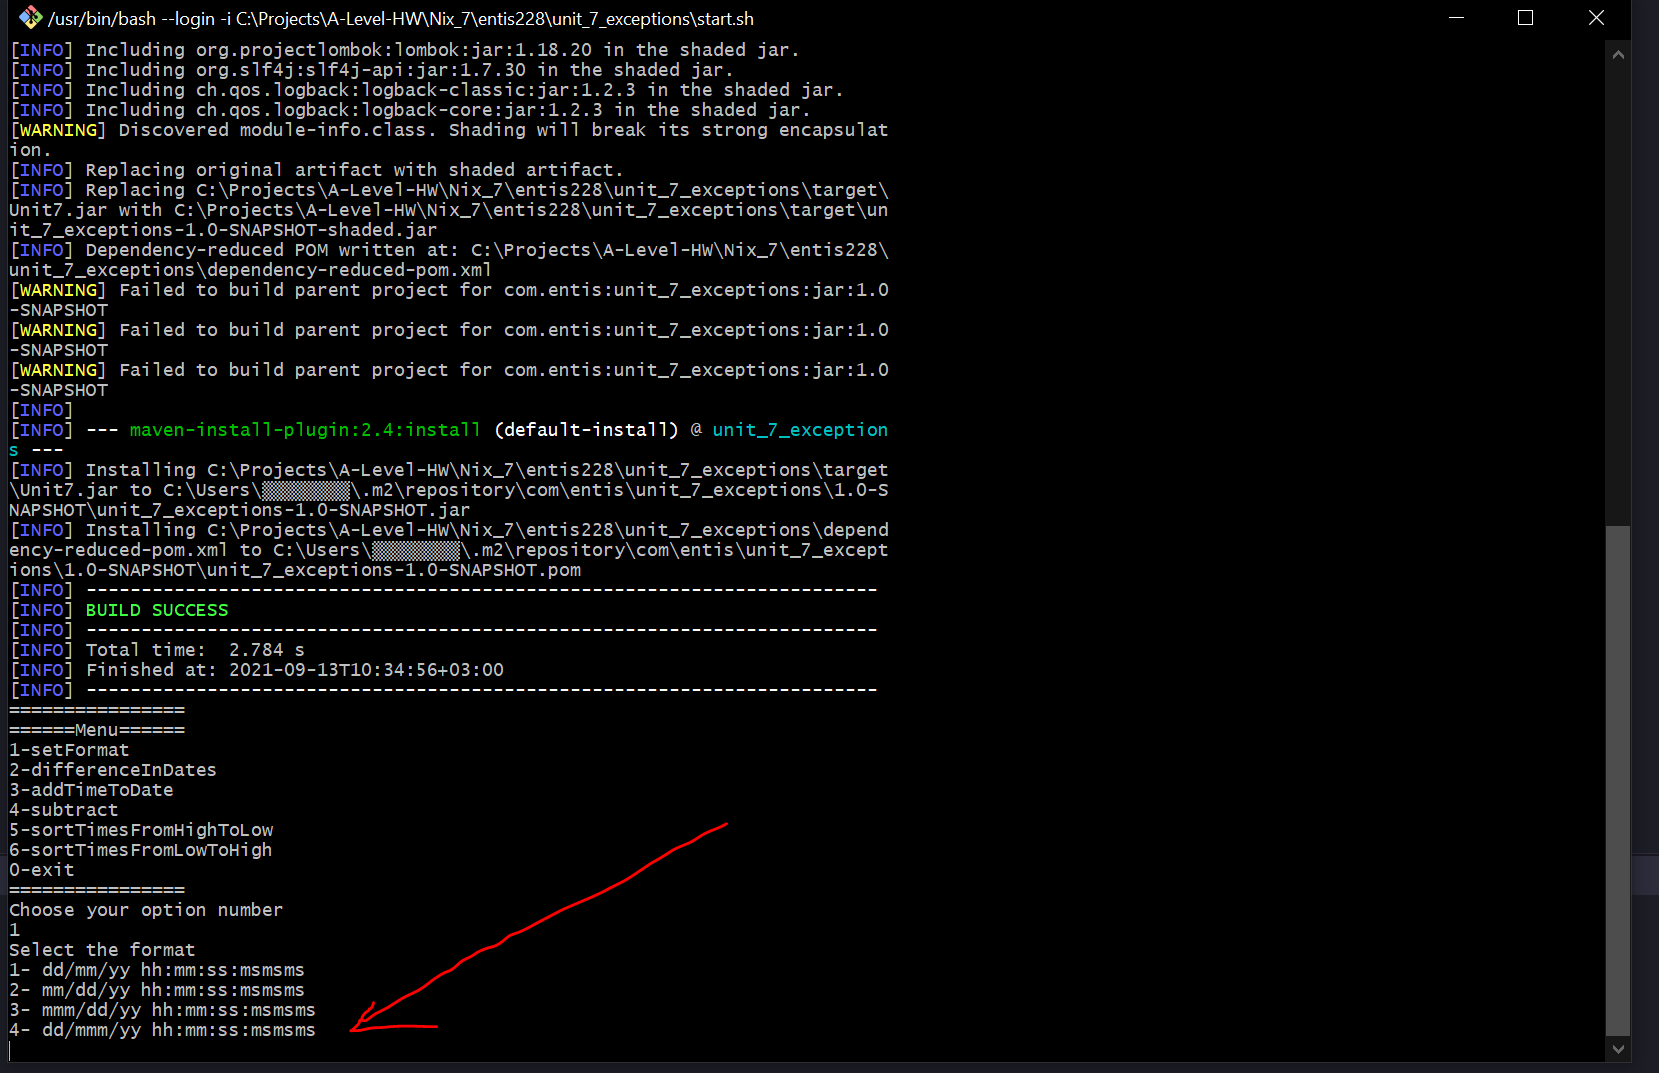 /usr/bin/bash --login -i C:\Projects\A-Level-HW\Nix_7\entis228\unit_7_exceptions\start.sh
[INFO] Including org.projectlombok:lombok:jar:1.18.20 in the shaded jar.
[INFO] Including org.slf4j:slf4j-api:jar:1.7.30 in the shaded jar.
[INFO] Including ch.qos.logback:logback-classic:jar:1.2.3 in the shaded jar.
[INFO] Including ch.qos.logback:logback-core:jar:1.2.3 in the shaded jar.
[WARNING] Discovered module-info.class. Shading will break its strong encapsulat
ion.
[INFO] Replacing original artifact with shaded artifact.
[INFO] Replacing C:\Projects\A-Level-HW\Nix_7\entis228\unit_7_exceptions\target\
Unit7.jar with C:\Projects\A-Level-HW\Nix_7\entis228\unit_7_exceptions\target\un
it_7_exceptions-1.0-SNAPSHOT-shaded.jar
[INFO] Dependency-reduced POM written at: C:\Projects\A-Level-HW\Nix_7\entis228\
unit_7_exceptions\dependency-reduced-pom.xml
[WARNING] Failed to build parent project for com.entis:unit_7_exceptions:jar:1.0
-SNAPSHOT
[WARNING] Failed to build parent project for com.entis:unit_7_exceptions:jar:1.0
-SNAPSHOT
[WARNING] Failed to build parent project for com.entis:unit_7_exceptions:jar:1.0
-SNAPSHOT
[INFO]
[INFO] --- maven-install-plugin:2.4:install (default-install) @ unit_7_exception
s ---
[INFO] Installing C:\Projects\A-Level-HW\Nix_7\entis228\unit_7_exceptions\target
\Unit7.jar to C:\Users\▒▒▒▒▒▒▒▒\.m2\repository\com\entis\unit_7_exceptions\1.0-S
NAPSHOT\unit_7_exceptions-1.0-SNAPSHOT.jar
[INFO] Installing C:\Projects\A-Level-HW\Nix_7\entis228\unit_7_exceptions\depend
ency-reduced-pom.xml to C:\Users\▒▒▒▒▒▒▒▒\.m2\repository\com\entis\unit_7_except
ions\1.0-SNAPSHOT\unit_7_exceptions-1.0-SNAPSHOT.pom
[INFO] ------------------------------------------------------------------------
[INFO] BUILD SUCCESS
[INFO] ------------------------------------------------------------------------
[INFO] Total time:  2.784 s
[INFO] Finished at: 2021-09-13T10:34:56+03:00
[INFO] ------------------------------------------------------------------------
================
======Menu======
1-setFormat
2-differenceInDates
3-addTimeToDate
4-subtract
5-sortTimesFromHighToLow
6-sortTimesFromLowToHigh
0-exit
================
Choose your option number
1
Select the format
1- dd/mm/yy hh:mm:ss:msmsms
2- mm/dd/yy hh:mm:ss:msmsms
3- mmm/dd/yy hh:mm:ss:msmsms
4- dd/mmm/yy hh:mm:ss:msmsms